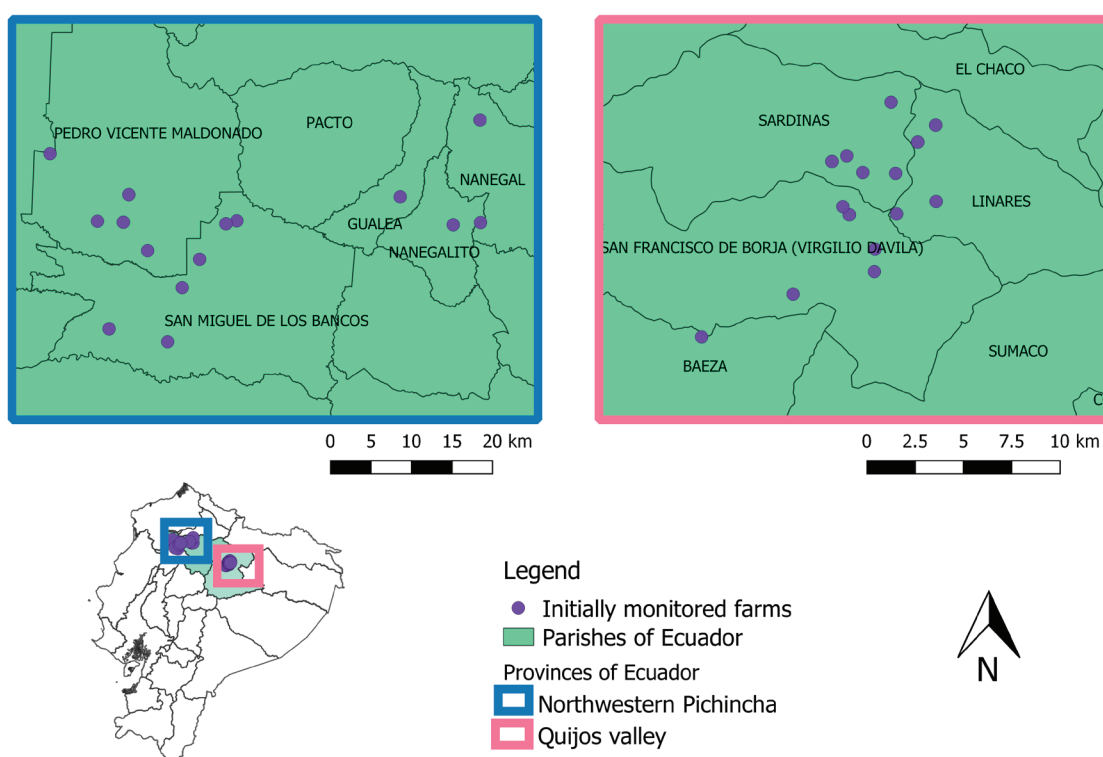 PEDRO VICENTE MALDONADO
PACTO
NANEGAL
GUALEA
NANEGALITO
SAN MIGUEL DE LOS BANCOS
EL CHACO
SARDINAS
LINARES
SAN FRANCISCO DE BORJA (VIRGILIO DAVILA)
BAEZA
SUMACO
C
0 5 10 15 20 km
0 2.5 5 7.5 10 km
Legend
Initially monitored farms
Parishes of Ecuador
Provinces of Ecuador
Northwestern Pichincha
Quijos valley
N